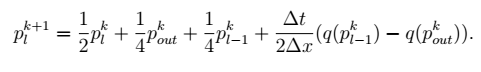 $p_l^{k+1} = \frac{1}{2}p_l^k + \frac{1}{4}p_{out}^k + \frac{1}{4}p_{l-1}^k + \frac{\Delta t}{2\Delta x}(q(p_{l-1}^k) - q(p_{out}^k)).$